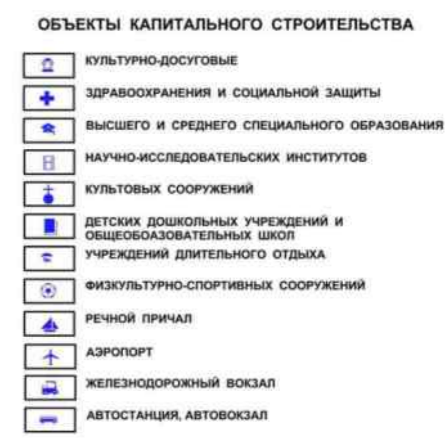 ОБЪЕКТЫ КАПИТАЛЬНОГО СТРОИТЕЛЬСТВА
КУЛЬТУРНО-ДОСУГОВЫЕ
ЗДРАВООХРАНЕНИЯ И СОЦИАЛЬНОЙ ЗАЩИТЫ
ВЫСШЕГО И СРЕДНЕГО СПЕЦИАЛЬНОГО ОБРАЗОВАНИЯ
НАУЧНО-ИССЛЕДОВАТЕЛЬСКИХ ИНСТИТУТОВ
КУЛЬТОВЫХ СООРУЖЕНИЙ
ДЕТСКИХ ДОШКОЛЬНЫХ УЧРЕЖДЕНИЙ И
ОБЩЕОБОАЗОВАТЕЛЬНЫХ ШКОЛ
УЧРЕЖДЕНИЙ ДЛИТЕЛЬНОГО ОТДЫХА
ФИЗКУЛЬТУРНО-СПОРТИВНЫХ СООРУЖЕНИЙ
РЕЧНОЙ ПРИЧАЛ
АЭРОПОРТ
ЖЕЛЕЗНОДОРОЖНЫЙ ВОКЗАЛ
АВТОСТАНЦИЯ, АВТОВОКЗАЛ